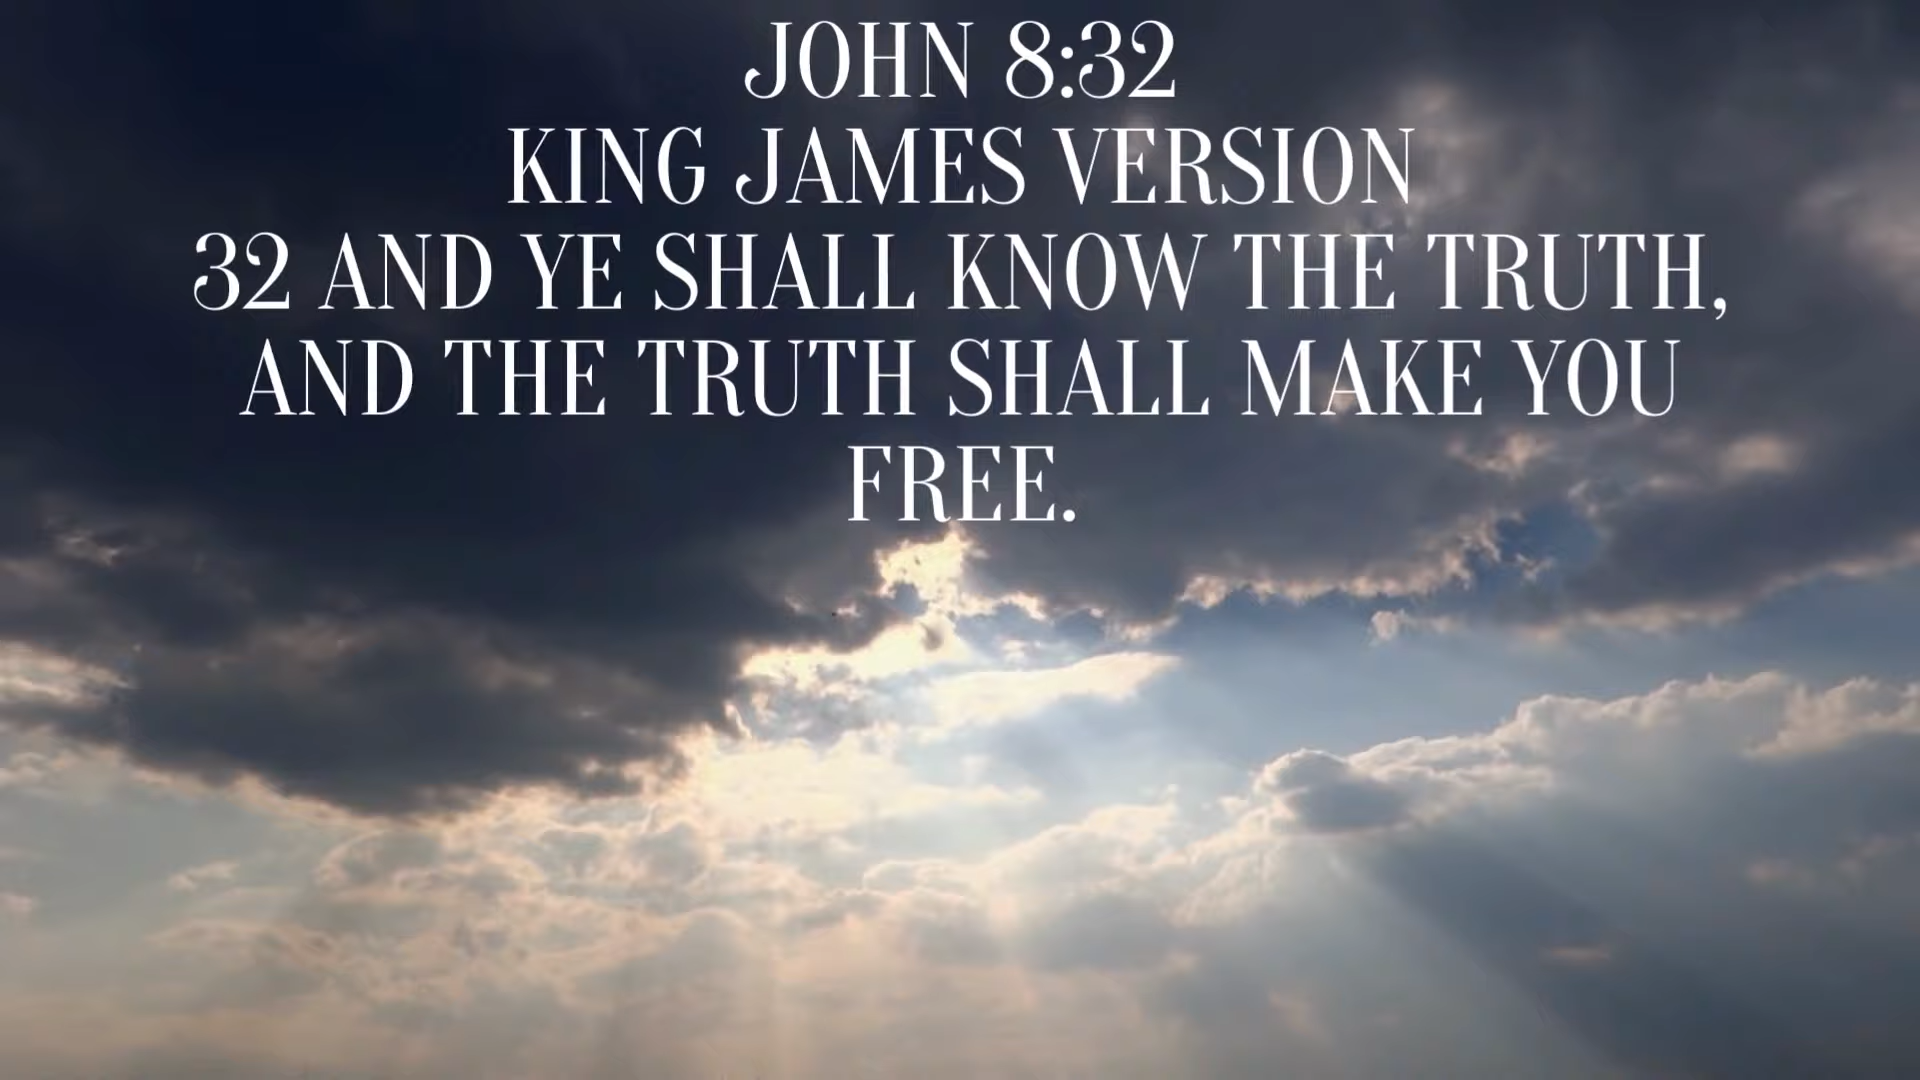 JOHN 8:32
KING JAMES VERSION
32 AND YE SHALL KNOW THE TRUTH,
AND THE TRUTH SHALL MAKE YOU
FREE.